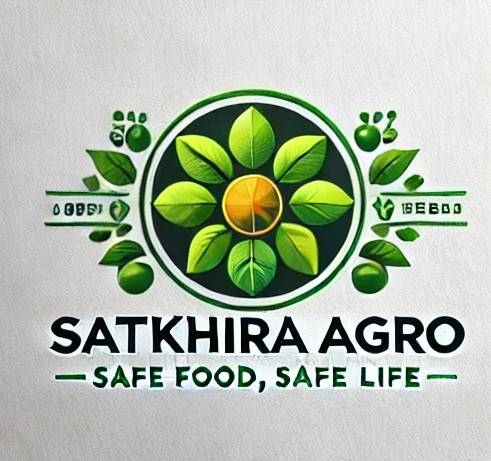 SATKHIRA AGRO
— SAFE FOOD, SAFE LIFE —